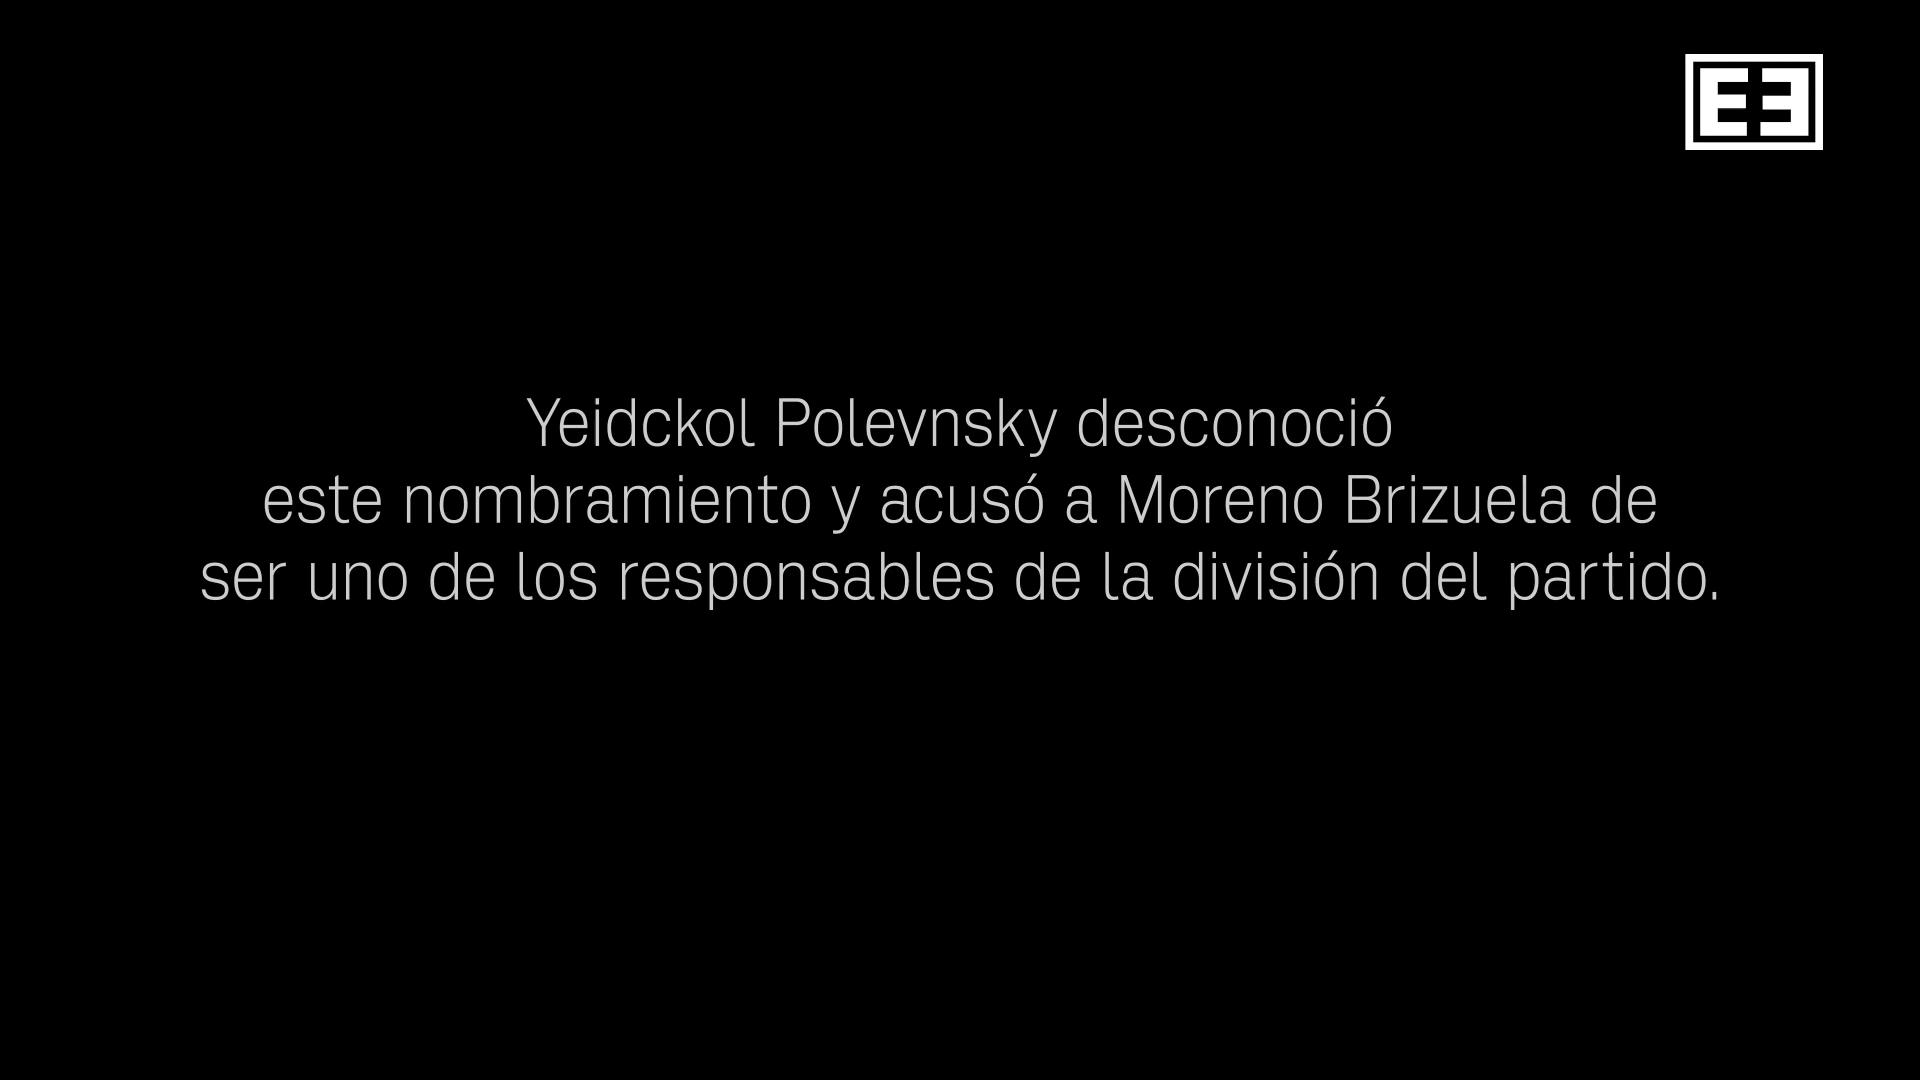 EE
Yeidckol Polevnsky desconoció
este nombramiento y acusó a Moreno Brizuela de
ser uno de los responsables de la división del partido.